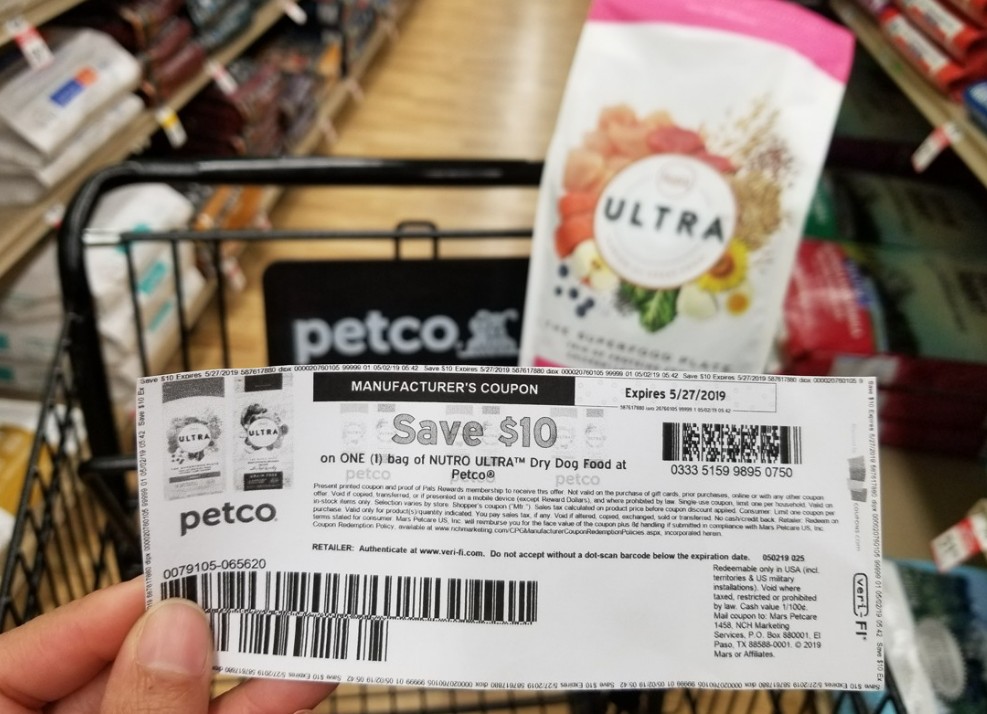 ULTRA
THE SUPERFOOD PLATE
petco
Save $10 Expires 5/27/2019 587617880
MANUFACTURER'S COUPON
Expires 5/27/2019
ULTRA
ULTRA
Save $10
on ONE (1) bag of NUTRO ULTRA™ Dry Dog Food at
Petco®
0333 5159 9895 0750
petco
Present printed coupon and proof of Pals Rewards membership to receive this offer. Not valid on the purchase of gift cards, prior purchases, online or with any other coupon
offer. Void if copied, transferred, or if presented on a mobile device (except Reward Dollars), and where prohibited by law. Single-use coupon, limit one per household. Valid on
in-stock items only. Selection varies by store. Shopper's coupon ("Mfr."). Sales tax calculated on product price before coupon discount applied. Consumer: Limit one coupon per
purchase. Valid only for product(s)/quantity indicated. You pay sales tax, if any. Void if altered, copied, exchanged, sold or transferred. No cash/credit back. Retailer: Redeem on
terms stated for consumer. Mars Petcare US, Inc. will reimburse you for the face value of the coupon plus 8¢ handling if submitted in compliance with Mars Petcare US, Inc.
Coupon Redemption Policy, available at www.nchmarketing.com/CPGManufacturerCouponRedemptionPolicies.aspx, incorporated herein.
RETAILER: Authenticate at www.veri-fi.com. Do not accept without a dot-scan barcode below the expiration date. 050219 025
0079105-065620
Redeemable only in USA (incl.
territories & US military
installations). Void where
taxed, restricted or prohibited
by law. Cash value 1/100¢.
Mail coupon to: Mars Petcare
1458, NCH Marketing
Services, P.O. Box 880001, El
Paso, TX 88588-0001. © 2019
Mars or Affiliates.
veri FI